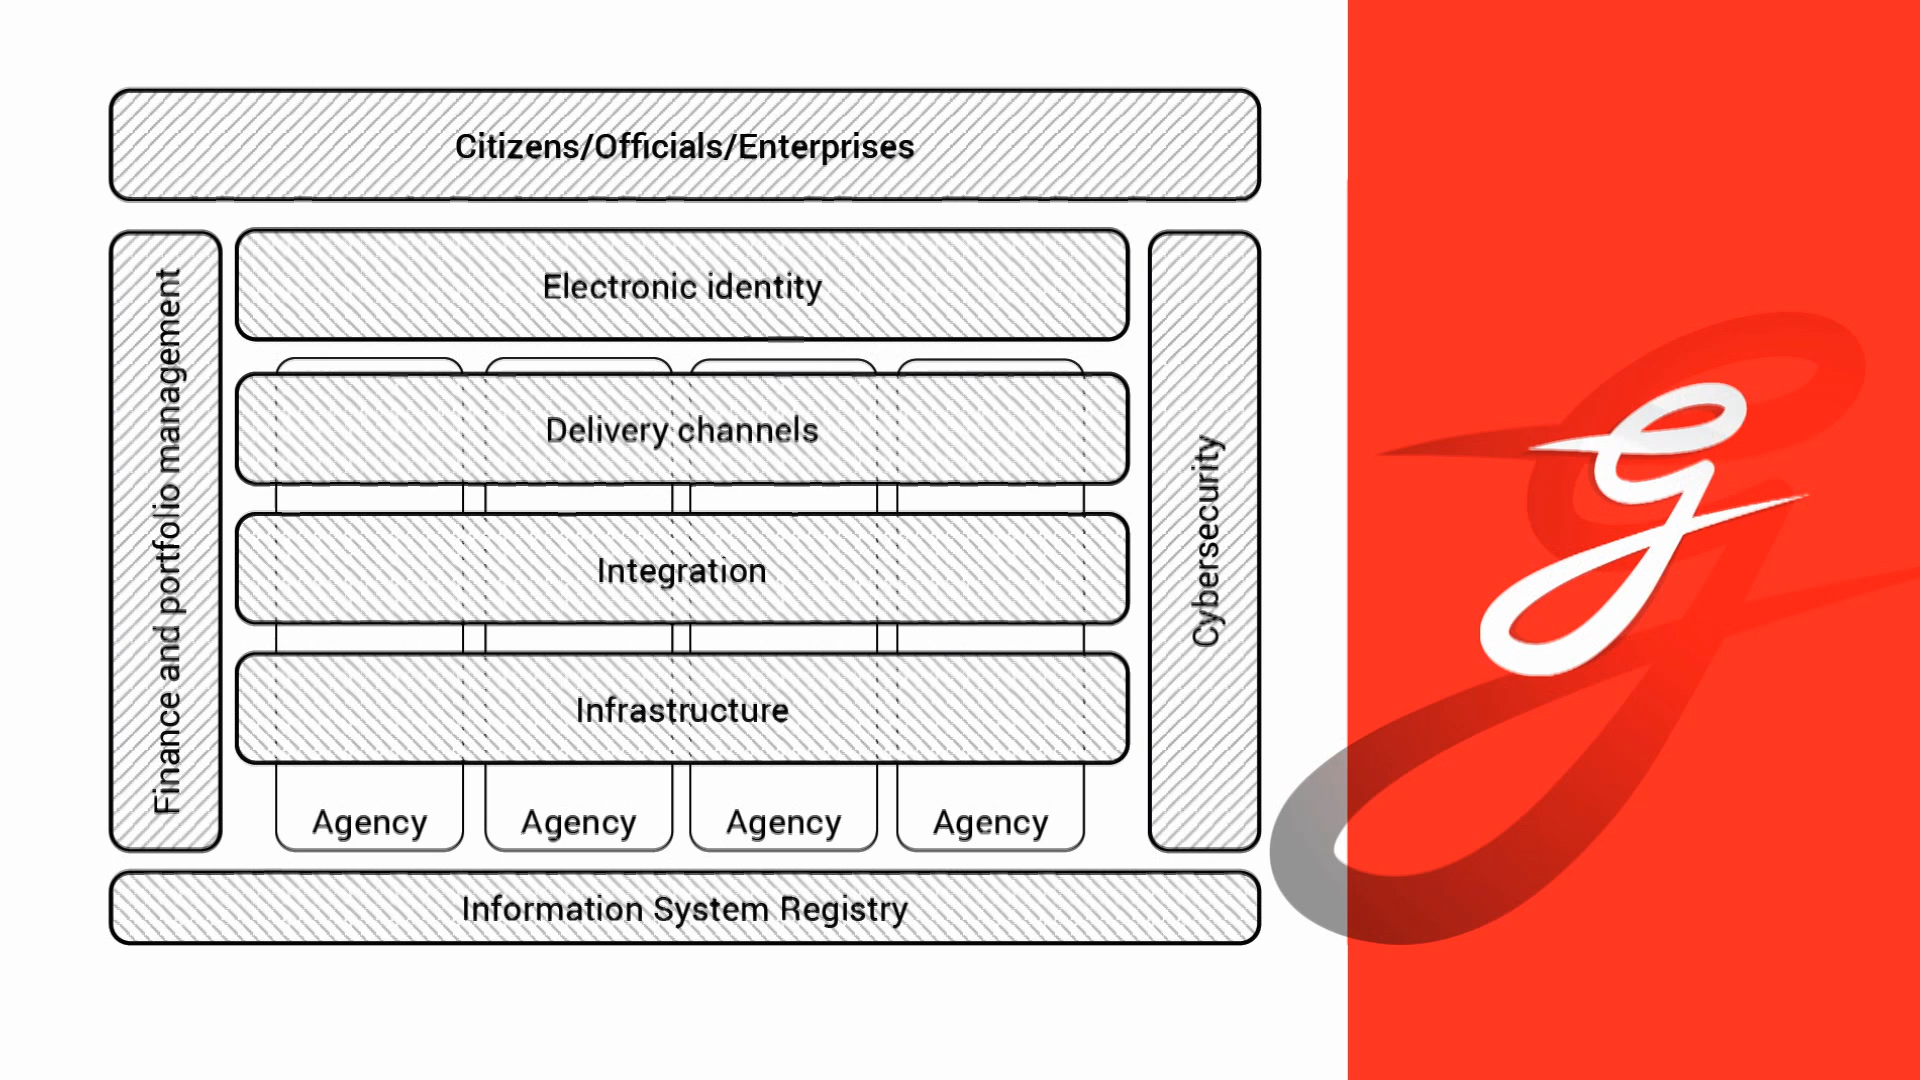 Citizens/Officials/Enterprises
Finance and portfolio management
Electronic identity
Delivery channels
Integration
Infrastructure
Agency
Agency
Agency
Agency
Cybersecurity
Information System Registry